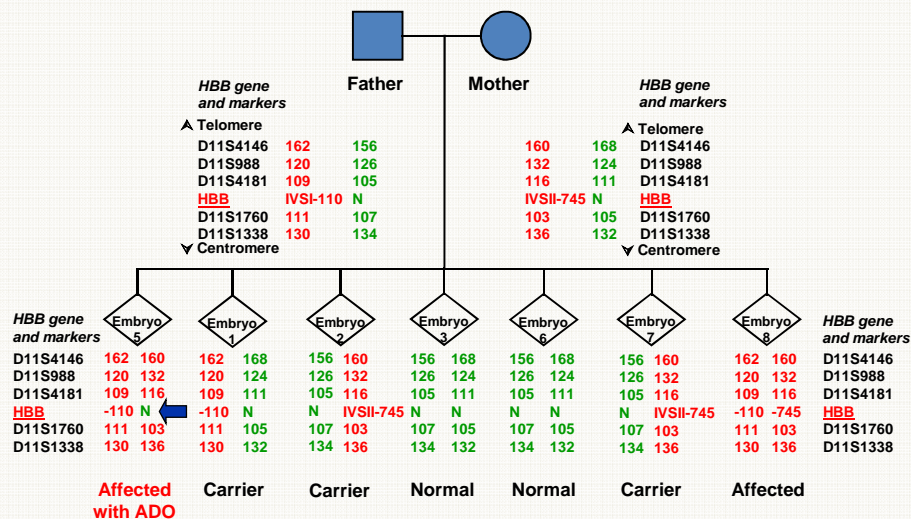 Father
Mother
HBB gene
and markers
Telomere
D11S4146 162 156
D11S988 120 126
D11S4181 109 105
HBB IVSI-110 N
D11S1760 111 107
D11S1338 130 134
Centromere
HBB gene
and markers
Telomere
160 168 D11S4146
132 124 D11S988
116 111 D11S4181
IVSII-745 N HBB
103 105 D11S1760
136 132 D11S1338
Centromere
Embryo 5
Embryo 1
Embryo 2
Embryo 3
Embryo 6
Embryo 7
Embryo 8
HBB gene
and markers
HBB gene
and markers
D11S4146 162 160 162 168 156 160 156 168 156 168 156 160 162 160 D11S4146
D11S988 120 132 120 124 126 132 126 124 126 124 126 132 120 132 D11S988
D11S4181 109 116 109 111 105 116 105 111 105 111 105 116 109 116 D11S4181
HBB -110 N -110 N N IVSII-745 N N N N N IVSII-745 -110 -745 HBB
D11S1760 111 103 111 105 107 103 107 105 107 105 107 103 111 103 D11S1760
D11S1338 130 136 130 132 134 136 134 132 134 132 134 136 130 136 D11S1338
Affected
with ADO
Carrier
Carrier
Normal
Normal
Carrier
Affected